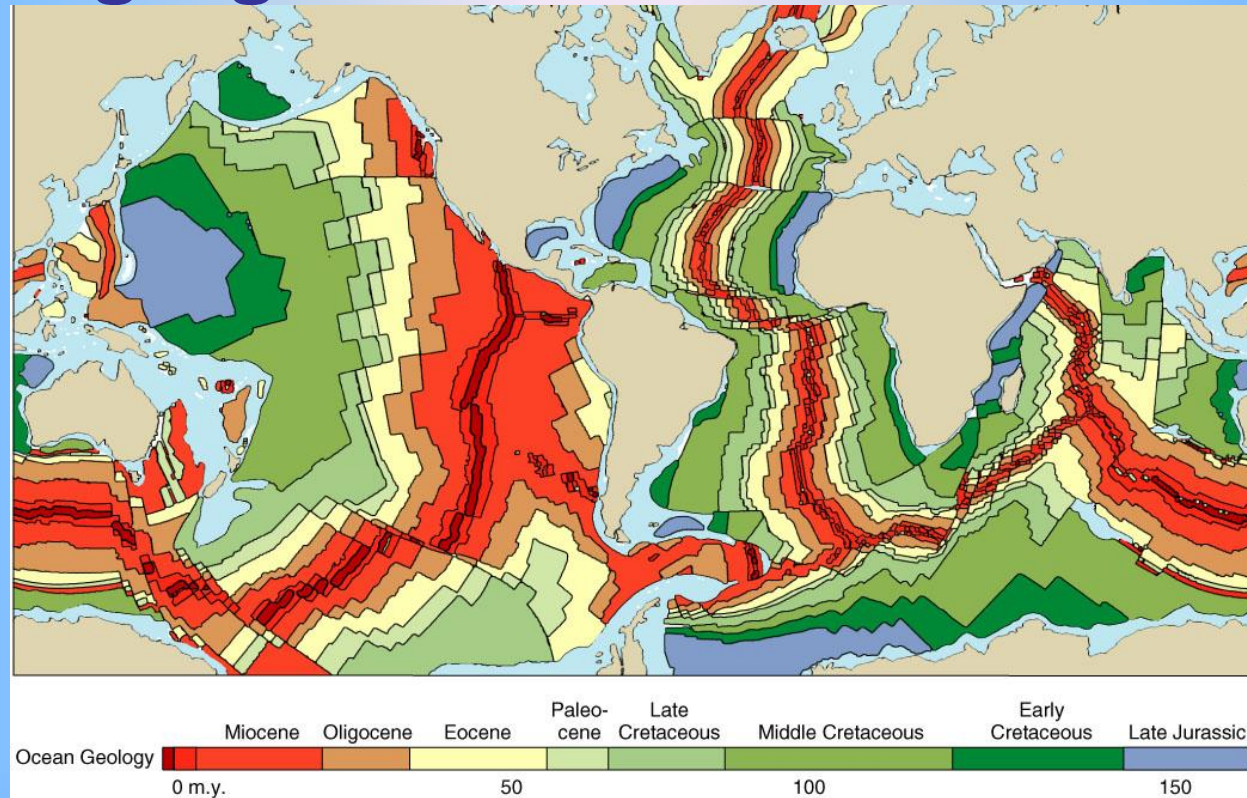 Paleo-
cene
Late
Cretaceous
Early
Cretaceous
Miocene
Oligocene
Eocene
Middle Cretaceous
Late Jurassic
Ocean Geology
0 m.y.
50
100
150